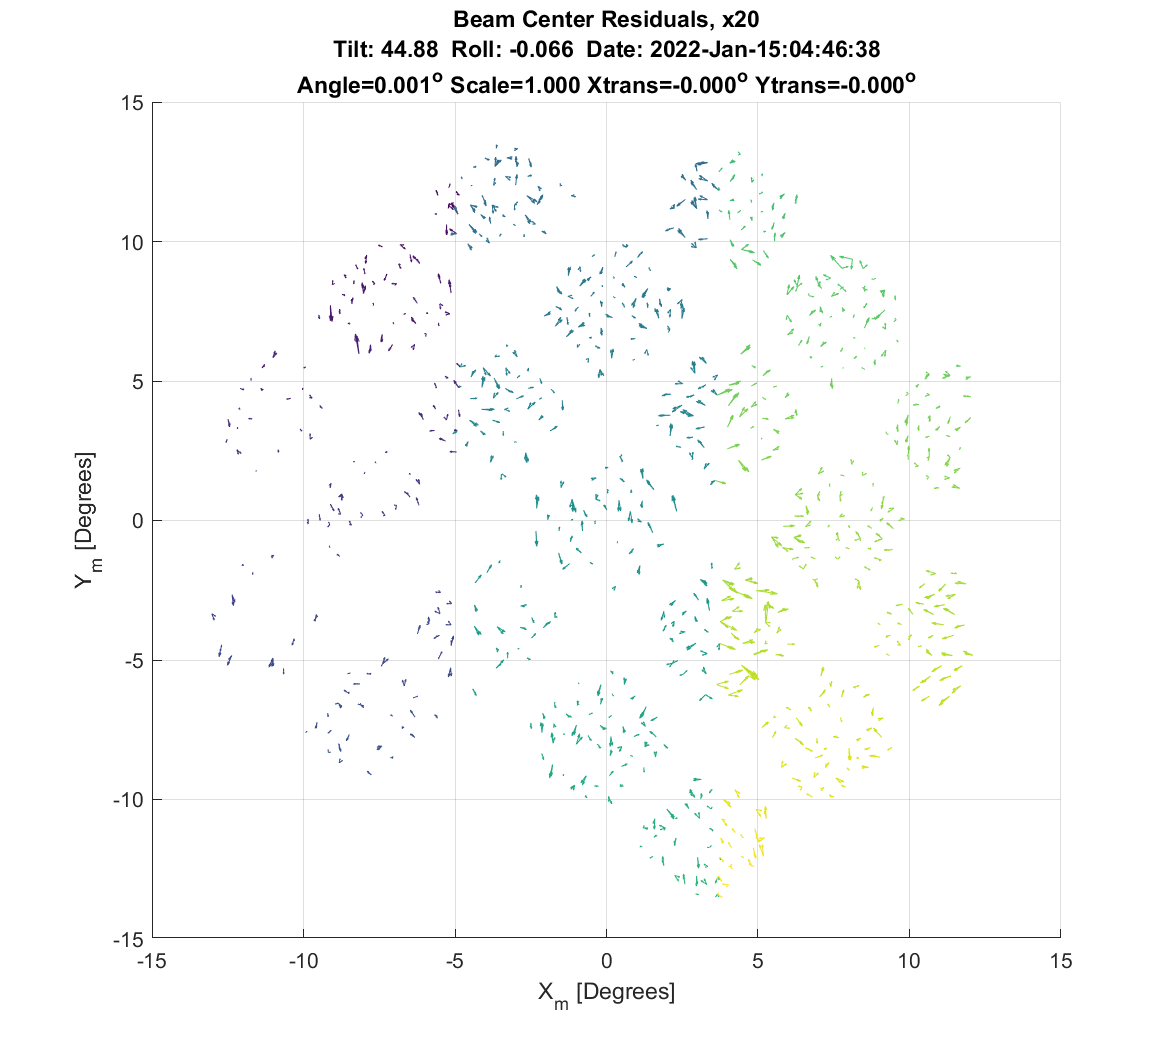 Beam Center Residuals, x20
Tilt: 44.88 Roll: -0.066 Date: 2022-Jan-15:04:46:38
Angle=0.001° Scale=1.000 Xtrans=-0.000° Ytrans=-0.000°
15
10
5
0
-5
-10
-15
Y_m [Degrees]
-15 -10 -5 0 5 10 15
X_m [Degrees]